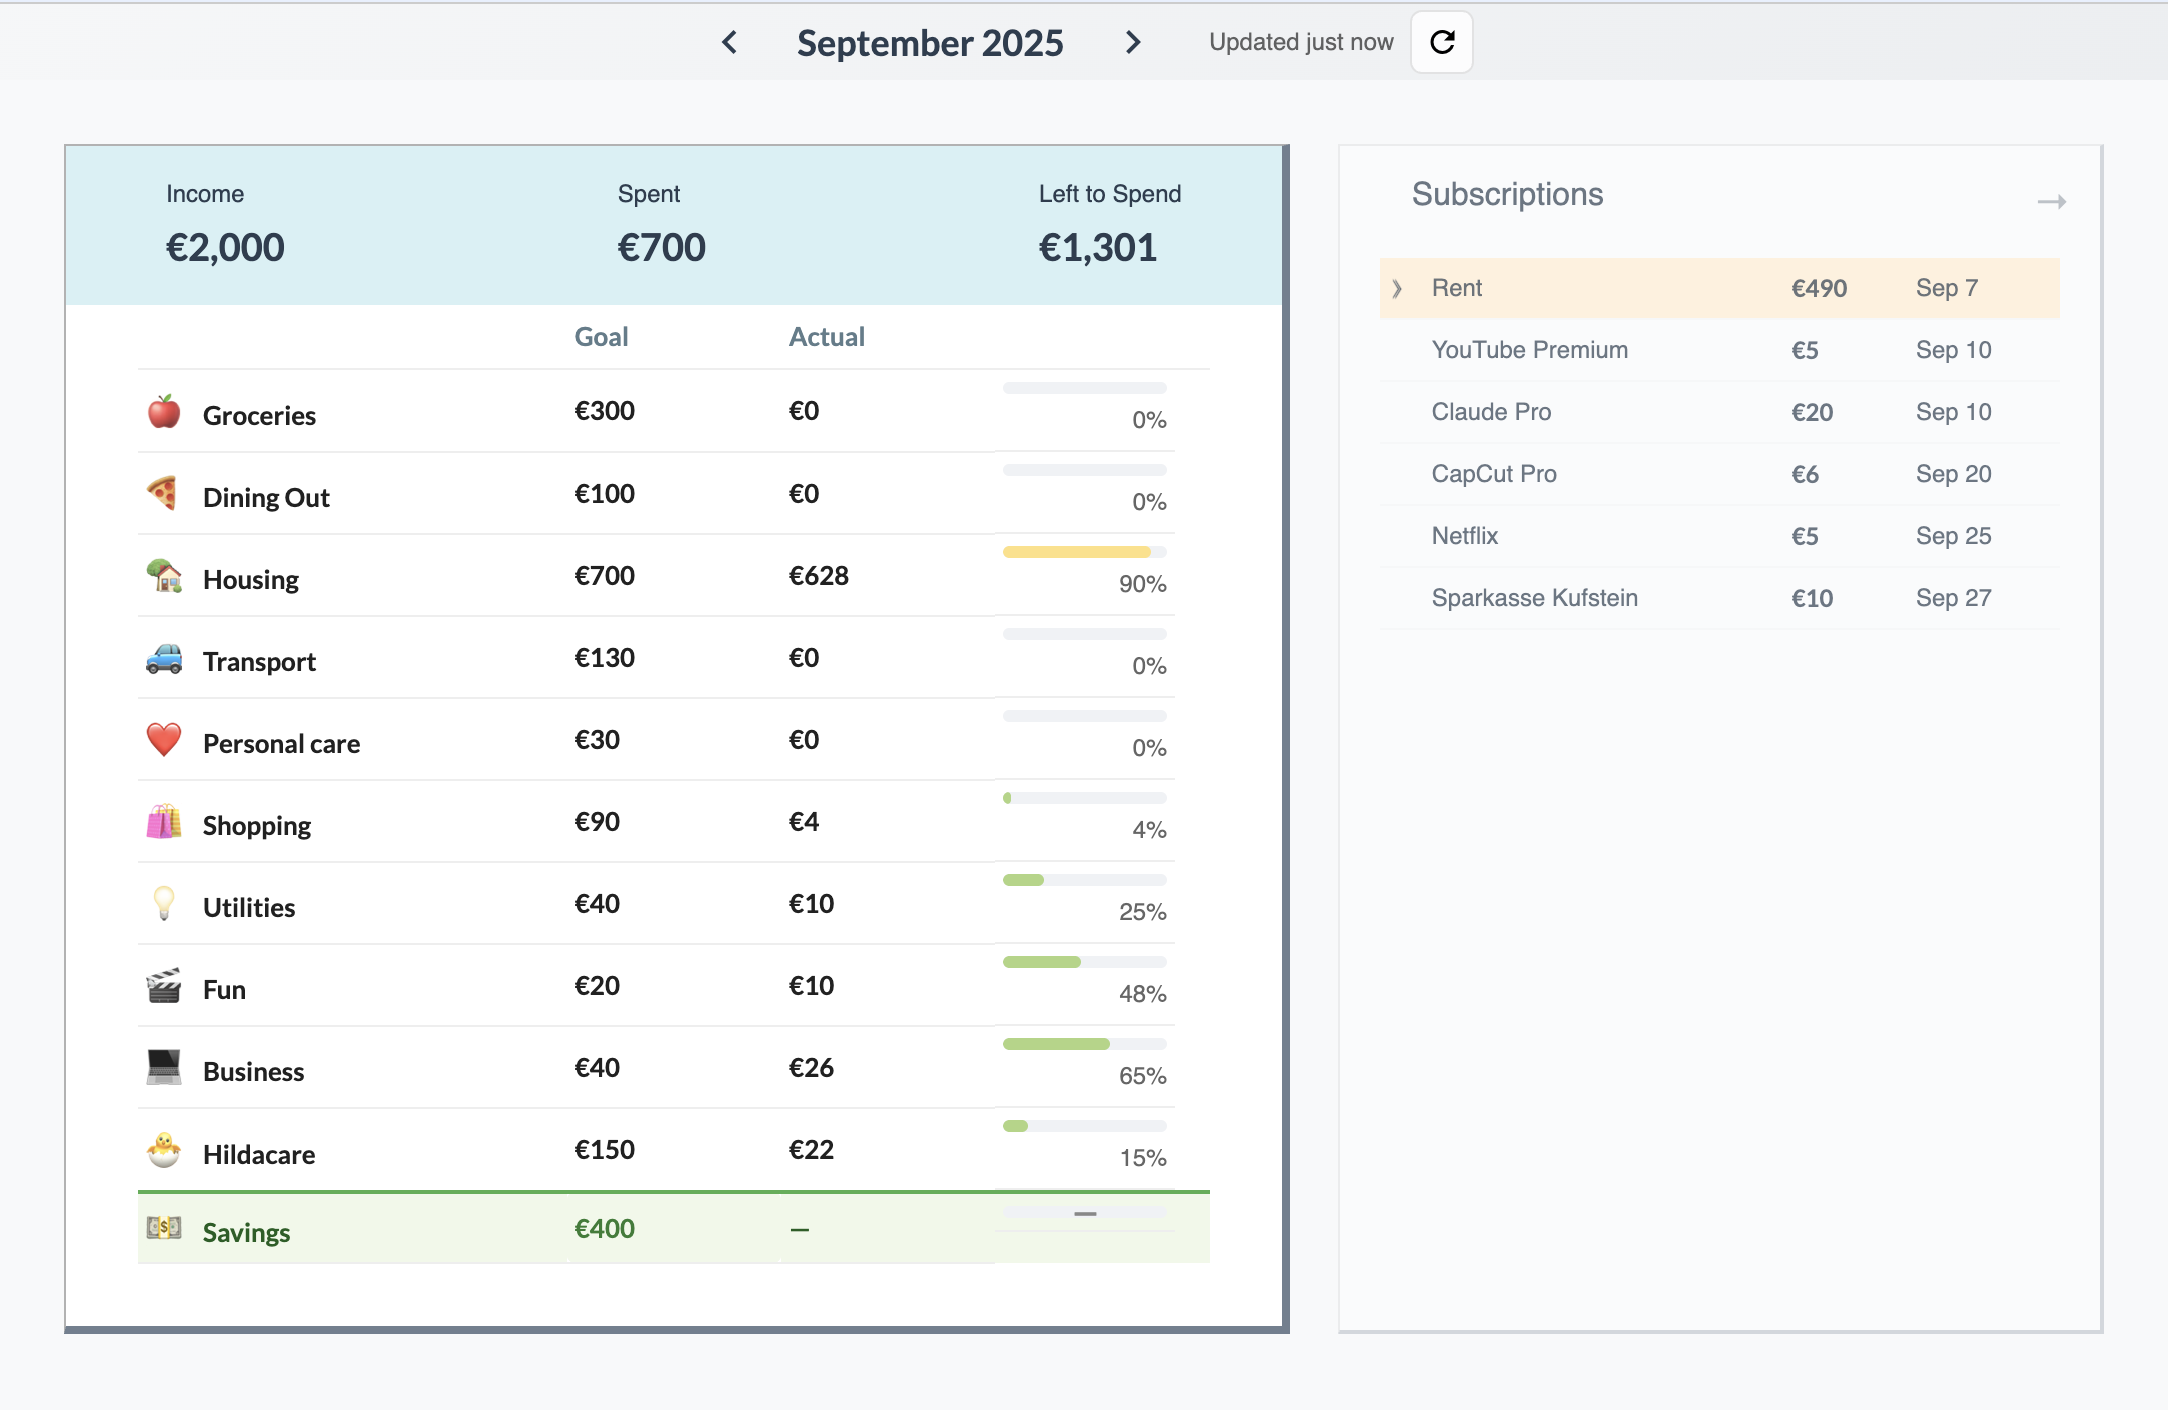 September 2025
Updated just now
Income Spent Left to Spend
€2,000 €700 €1,301
Goal Actual
Groceries €300 €0 0%
Dining Out €100 €0 0%
Housing €700 €628 90%
Transport €130 €0 0%
Personal care €30 €0 0%
Shopping €90 €4 4%
Utilities €40 €10 25%
Fun €20 €10 48%
Business €40 €26 65%
Hildacare €150 €22 15%
Savings €400 — —
Subscriptions →
》 Rent €490 Sep 7
YouTube Premium €5 Sep 10
Claude Pro €20 Sep 10
CapCut Pro €6 Sep 20
Netflix €5 Sep 25
Sparkasse Kufstein €10 Sep 27